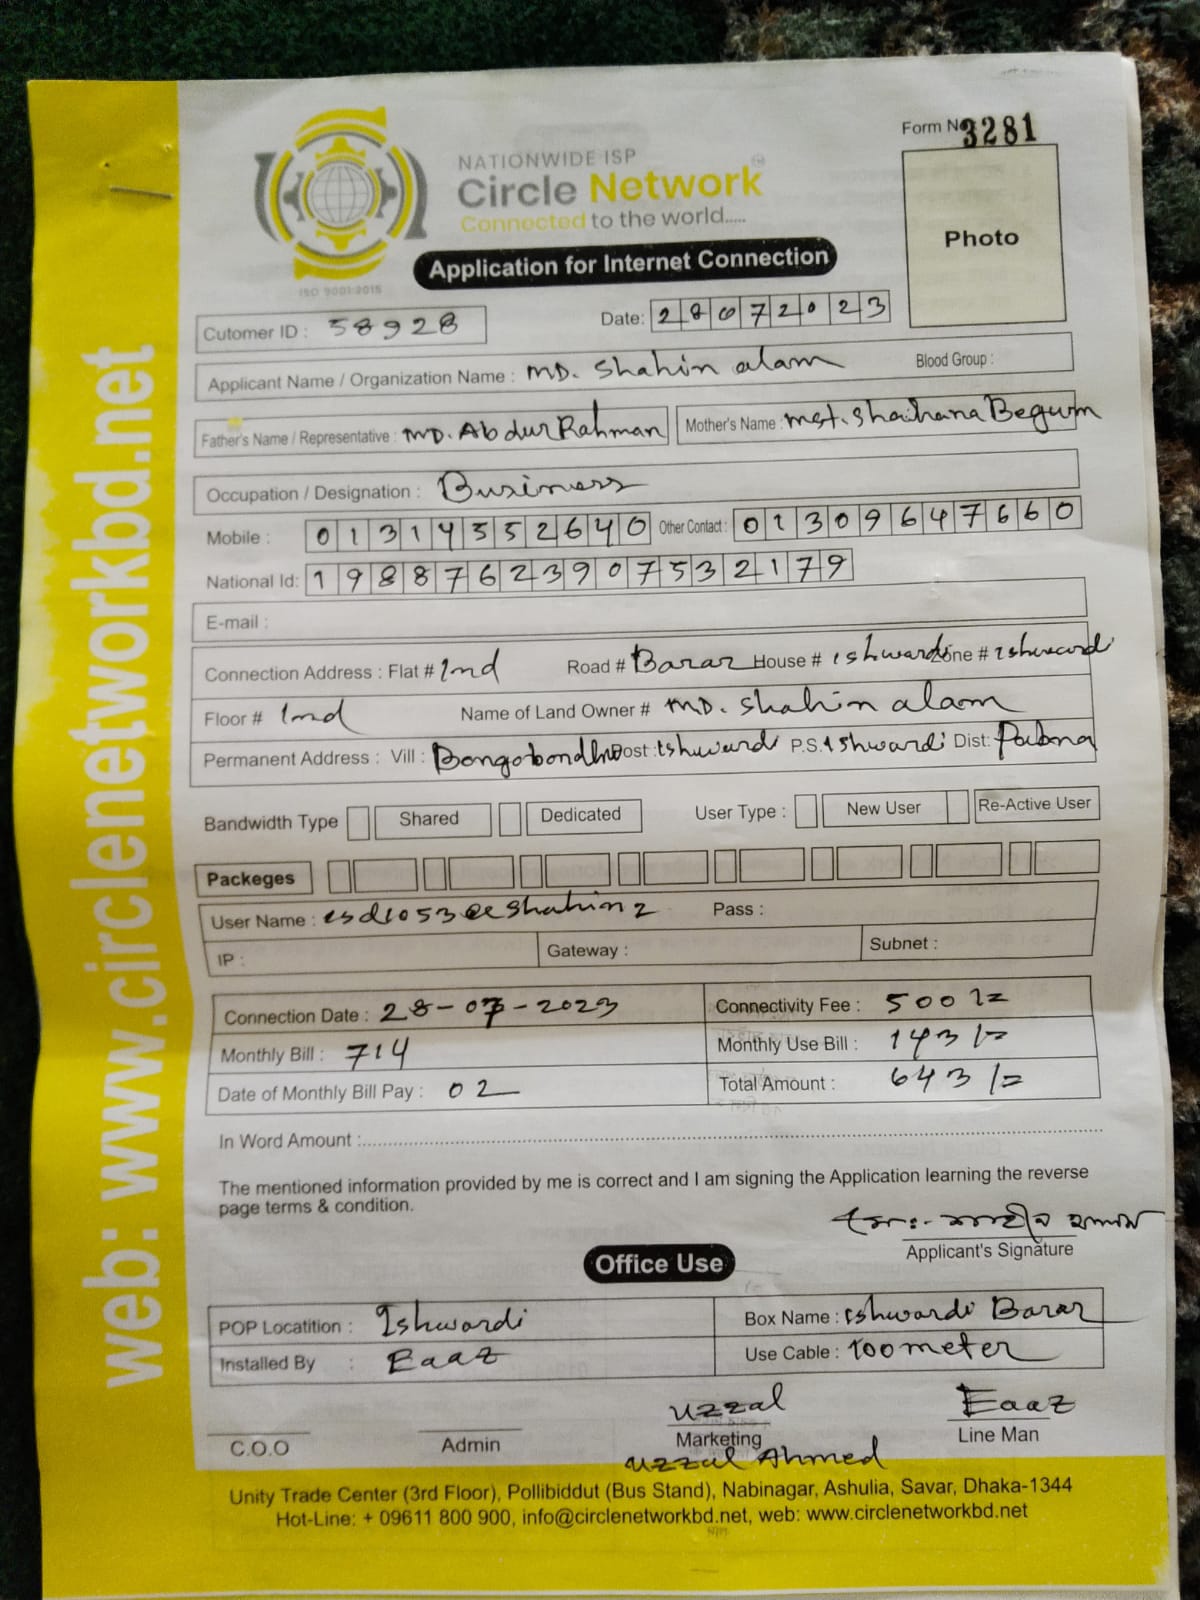 Form No 3281
NATIONWIDE ISP
Circle Network
Connected to the world.....
ISO 9001:2015
Application for Internet Connection
Photo
Cutomer ID : 58928 Date: 28072023
Applicant Name / Organization Name : MD. Shahin alam Blood Group :
Father's Name / Representative : MD. Abdur Rahman Mother's Name : Mst. Shahana Begum
Occupation / Designation : Business
Mobile : 01314552640 Other Contact : 01309647660
National Id: 19887623907532179
E-mail :
Connection Address : Flat # 2nd Road # Barar House # ishwardi Zone # ishwardi
Floor # 2nd Name of Land Owner # MD. Shahin alam
Permanent Address : Vill : Bongobondhu Post : ishwardi P.S. ishwardi Dist: Pabna
Bandwidth Type Shared Dedicated User Type : New User Re-Active User
Packeges
User Name : Pass :
IP : Gateway : Subnet :
Connection Date : 28-07-2023 Connectivity Fee : 500/=
Monthly Bill : 714 Monthly Use Bill : 143/=
Date of Monthly Bill Pay : 02 Total Amount : 643/=
In Word Amount :
The mentioned information provided by me is correct and I am signing the Application learning the reverse
page terms & condition.
মোঃ শাহীন আলম
Applicant's Signature
Office Use
POP Locatition : Ishwardi Box Name : ishwardi Barar
Installed By : Eaaz Use Cable : 100 meter
Uzzal Eaaz
C.O.O Admin Marketing Line Man
Uzzal Ahmed
Unity Trade Center (3rd Floor), Pollibiddut (Bus Stand), Nabinagar, Ashulia, Savar, Dhaka-1344
Hot-Line: + 09611 800 900, info@circlenetworkbd.net, web: www.circlenetworkbd.net
web: www.circlenetworkbd.net